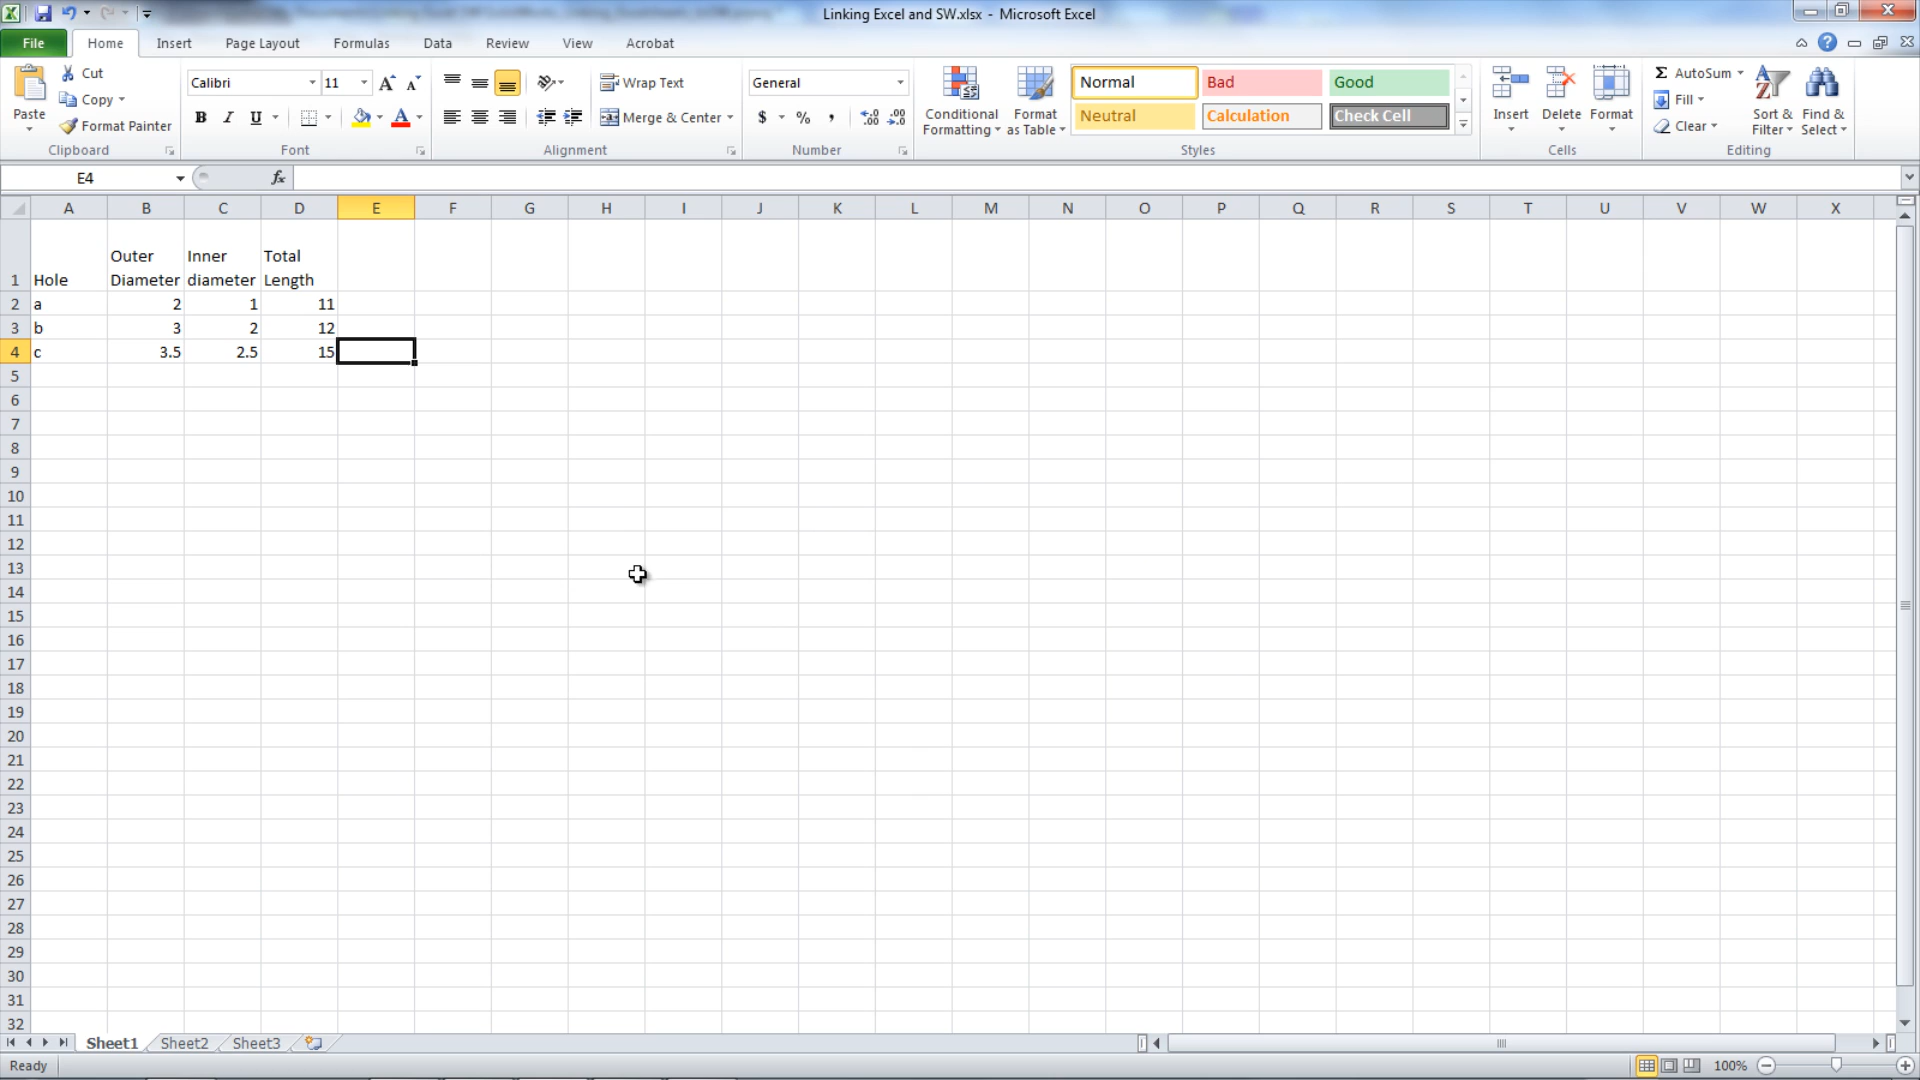 Linking Excel and SW.xlsx - Microsoft Excel
File Home Insert Page Layout Formulas Data Review View Acrobat
Paste
Cut
Copy
Format Painter
Clipboard
Calibri 11
B I U
Font
Wrap Text
Merge & Center
Alignment
General
$ % ,
Number
Conditional Formatting
Format as Table
Normal Bad Good
Neutral Calculation Check Cell
Styles
Insert Delete Format
Cells
Σ AutoSum
Fill
Clear
Sort & Filter
Find & Select
Editing
E4 fx
A B C D E F G H I J K L M N O P Q R S T U V W X
Outer Inner Total
1 Hole Diameter diameter Length
2 a 2 1 11
3 b 3 2 12
4 c 3.5 2.5 15
5
6
7
8
9
10
11
12
13
14
15
16
17
18
19
20
21
22
23
24
25
26
27
28
29
30
31
32
Sheet1 Sheet2 Sheet3
Ready 100%